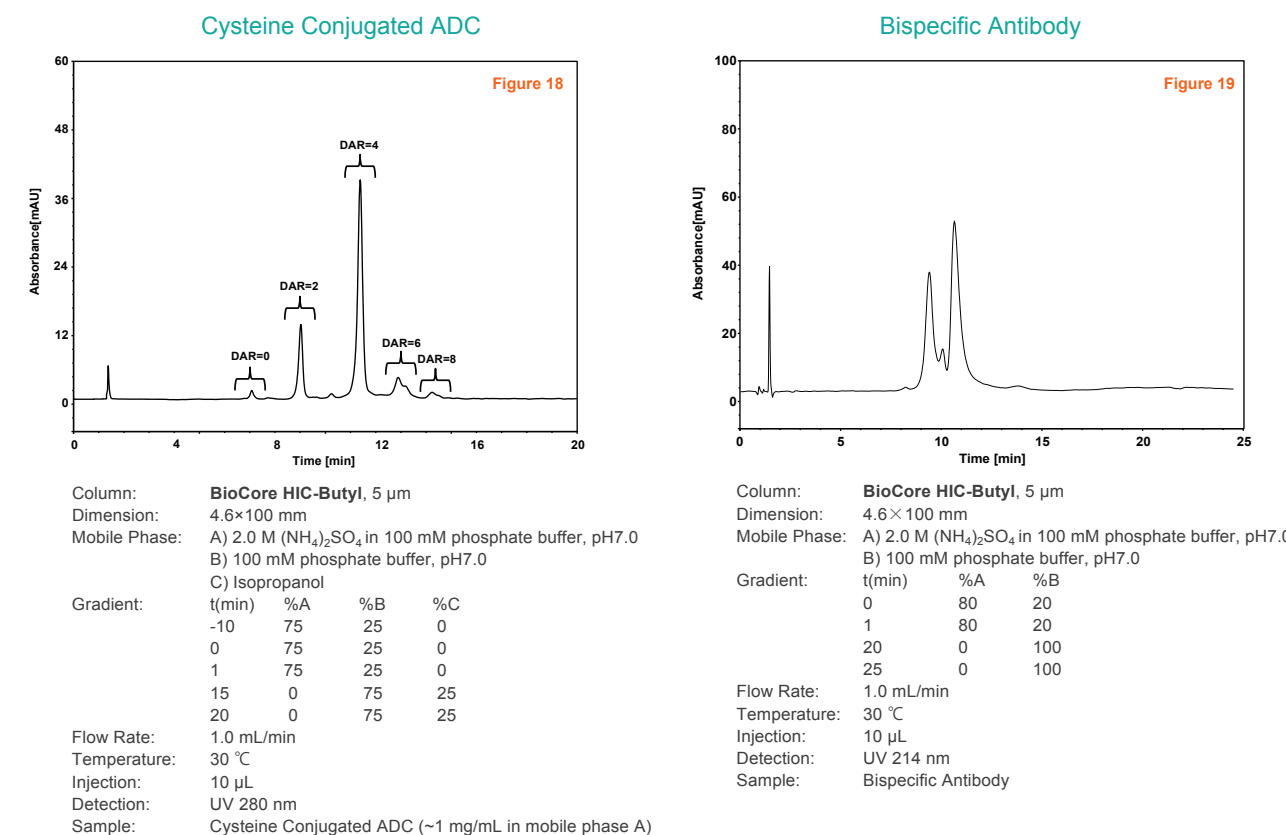 Cysteine Conjugated ADC
Figure 18
60
48
36
24
12
0
Absorbance[mAU]
DAR=0
DAR=2
DAR=4
DAR=6
DAR=8
0 4 8 12 16 20
Time [min]
Column: BioCore HIC-Butyl, 5 µm
Dimension: 4.6×100 mm
Mobile Phase: A) 2.0 M (NH₄)₂SO₄ in 100 mM phosphate buffer, pH7.0
B) 100 mM phosphate buffer, pH7.0
C) Isopropanol
Gradient: t(min) %A %B %C
-10 75 25 0
0 75 25 0
1 75 25 0
15 0 75 25
20 0 75 25
Flow Rate: 1.0 mL/min
Temperature: 30 ℃
Injection: 10 µL
Detection: UV 280 nm
Sample: Cysteine Conjugated ADC (~1 mg/mL in mobile phase A)
Bispecific Antibody
Figure 19
100
80
60
40
20
0
Absorbance[mAU]
0 5 10 15 20 25
Time [min]
Column: BioCore HIC-Butyl, 5 µm
Dimension: 4.6×100 mm
Mobile Phase: A) 2.0 M (NH₄)₂SO₄ in 100 mM phosphate buffer, pH7.0
B) 100 mM phosphate buffer, pH7.0
Gradient: t(min) %A %B
0 80 20
1 80 20
20 0 100
25 0 100
Flow Rate: 1.0 mL/min
Temperature: 30 ℃
Injection: 10 µL
Detection: UV 214 nm
Sample: Bispecific Antibody